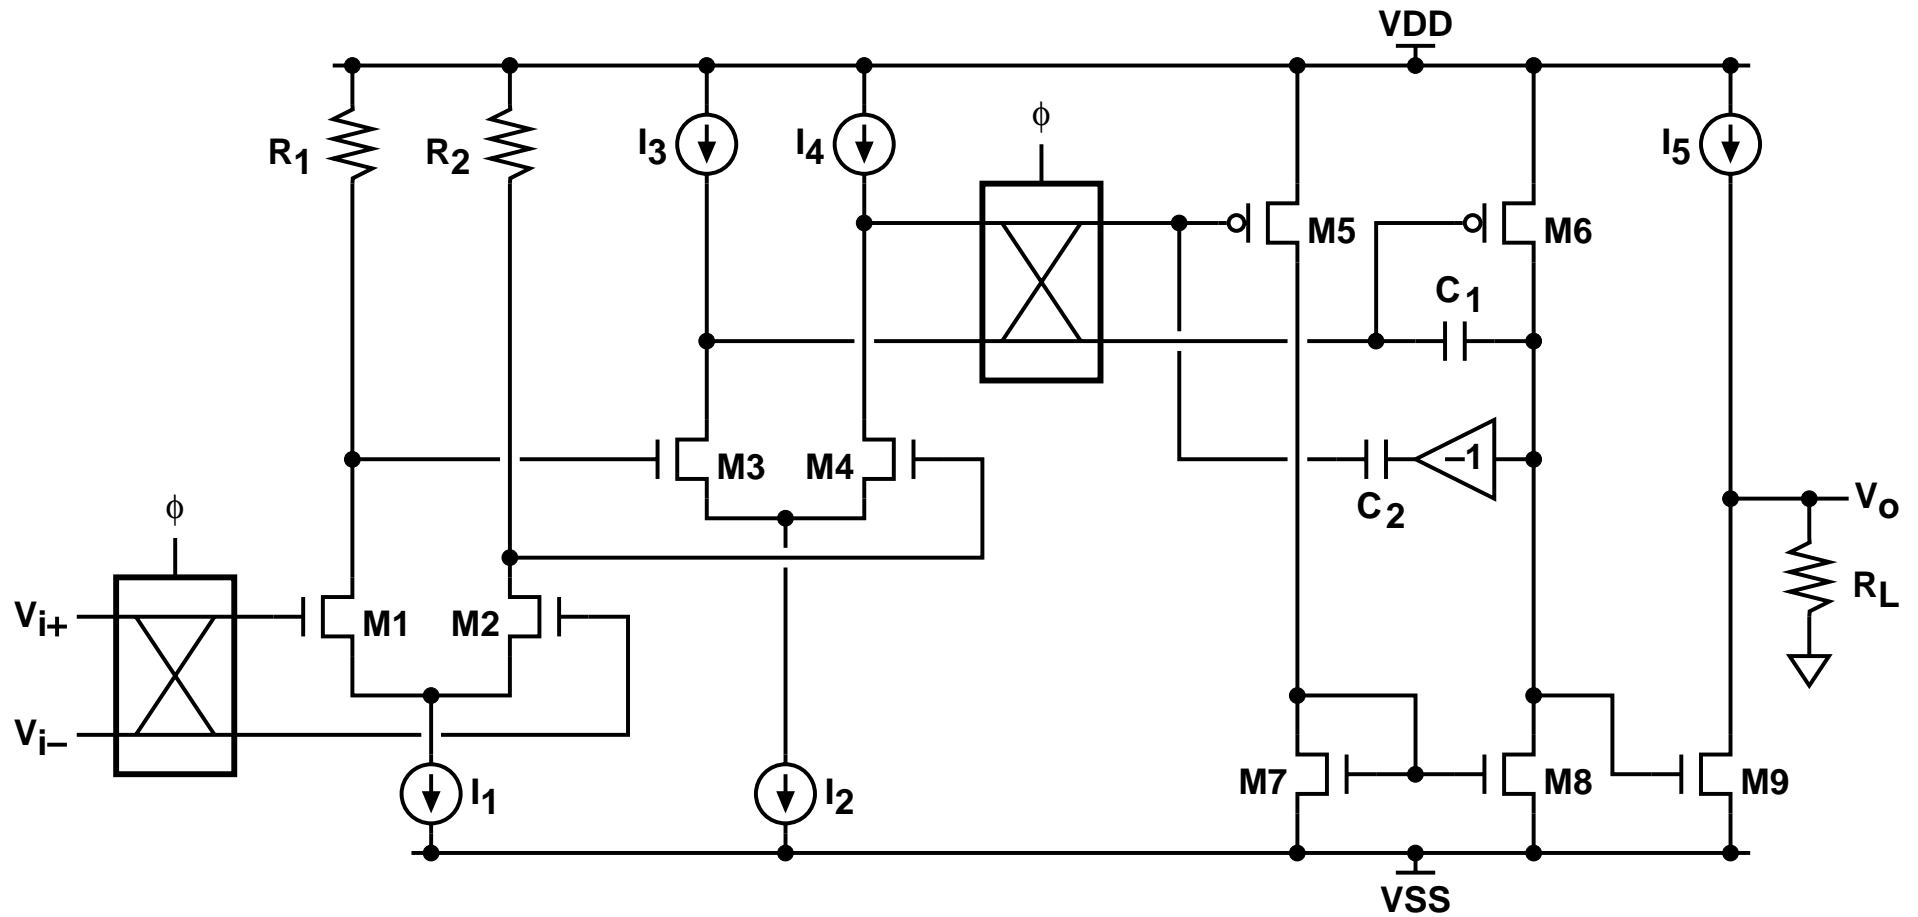 VDD
ϕ
R1
R2
I3
I4
I5
M5
M6
C1
M3
M4
–1
C2
Vo
ϕ
RL
Vi+
M1
M2
Vi–
I1
I2
M7
M8
M9
VSS